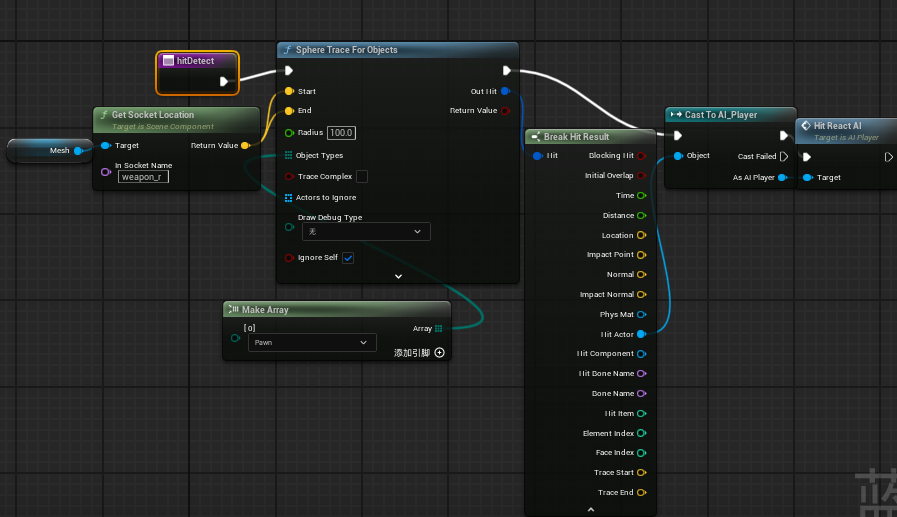 hitDetect
Sphere Trace For Objects
Start
Out Hit
End
Return Value
Radius 100.0
Object Types
Trace Complex
Actors to Ignore
Draw Debug Type
无
Ignore Self
Get Socket Location
Target is Scene Component
Mesh
Target
Return Value
In Socket Name
weapon_r
Make Array
[0]
Array
Pawn
添加引脚
Break Hit Result
Hit
Blocking Hit
Initial Overlap
Time
Distance
Location
Impact Point
Normal
Impact Normal
Phys Mat
Hit Actor
Hit Component
Hit Bone Name
Bone Name
Hit Item
Element Index
Face Index
Trace Start
Trace End
Cast To AI_Player
Object
Cast Failed
As AI Player
Hit React AI
Target is AI Player
Target